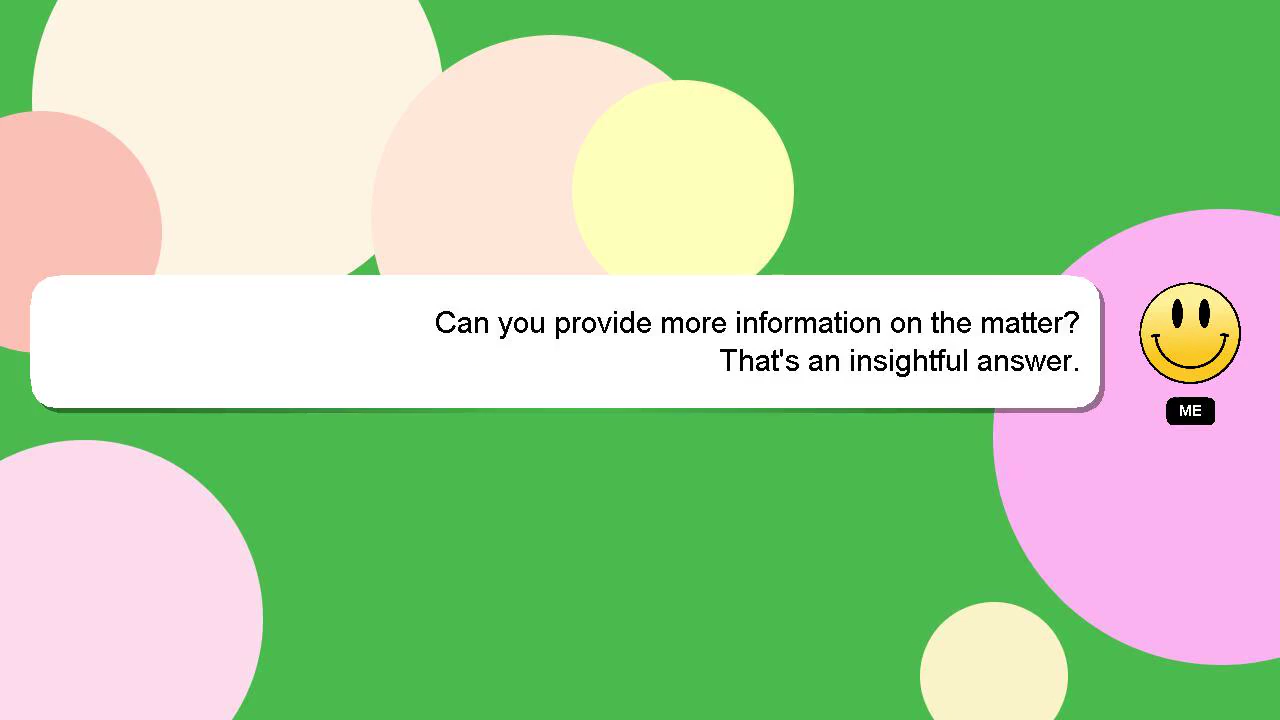 Can you provide more information on the matter?
That's an insightful answer.
ME